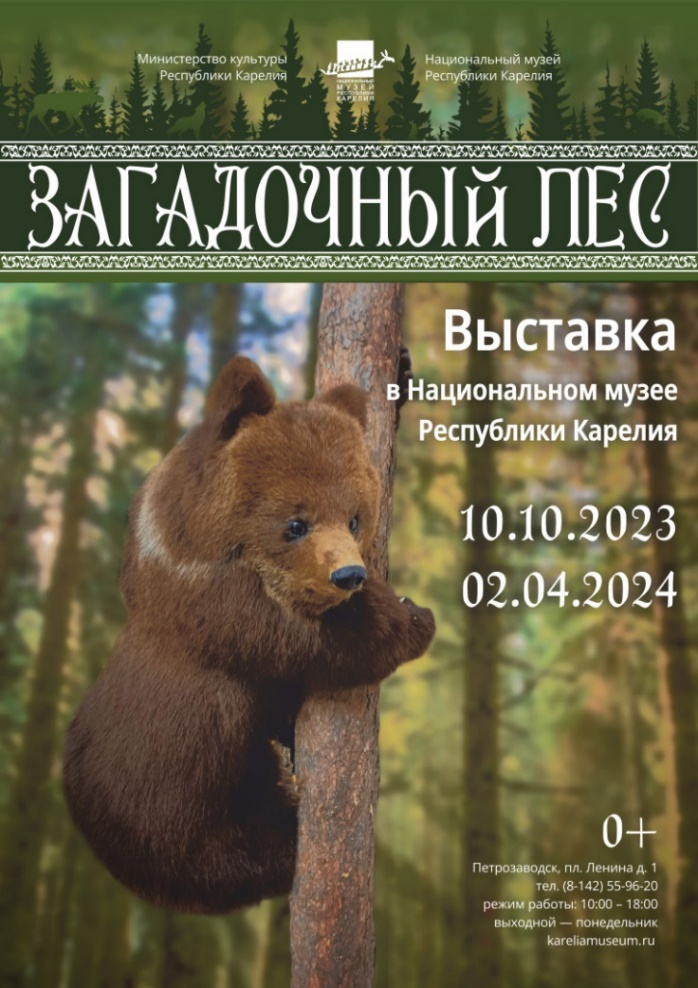 Министерство культуры
Республики Карелия
НАЦИОНАЛЬНЫЙ
МУЗЕЙ
РЕСПУБЛИКИ
КАРЕЛИЯ
Национальный музей
Республики Карелия
ЗАГАДОЧНЫЙ ЛЕС
Выставка
в Национальном музее
Республики Карелия
10.10.2023
02.04.2024
0+
Петрозаводск, пл. Ленина д. 1
тел. (8-142) 55-96-20
режим работы: 10:00 – 18:00
выходной — понедельник
kareliamuseum.ru